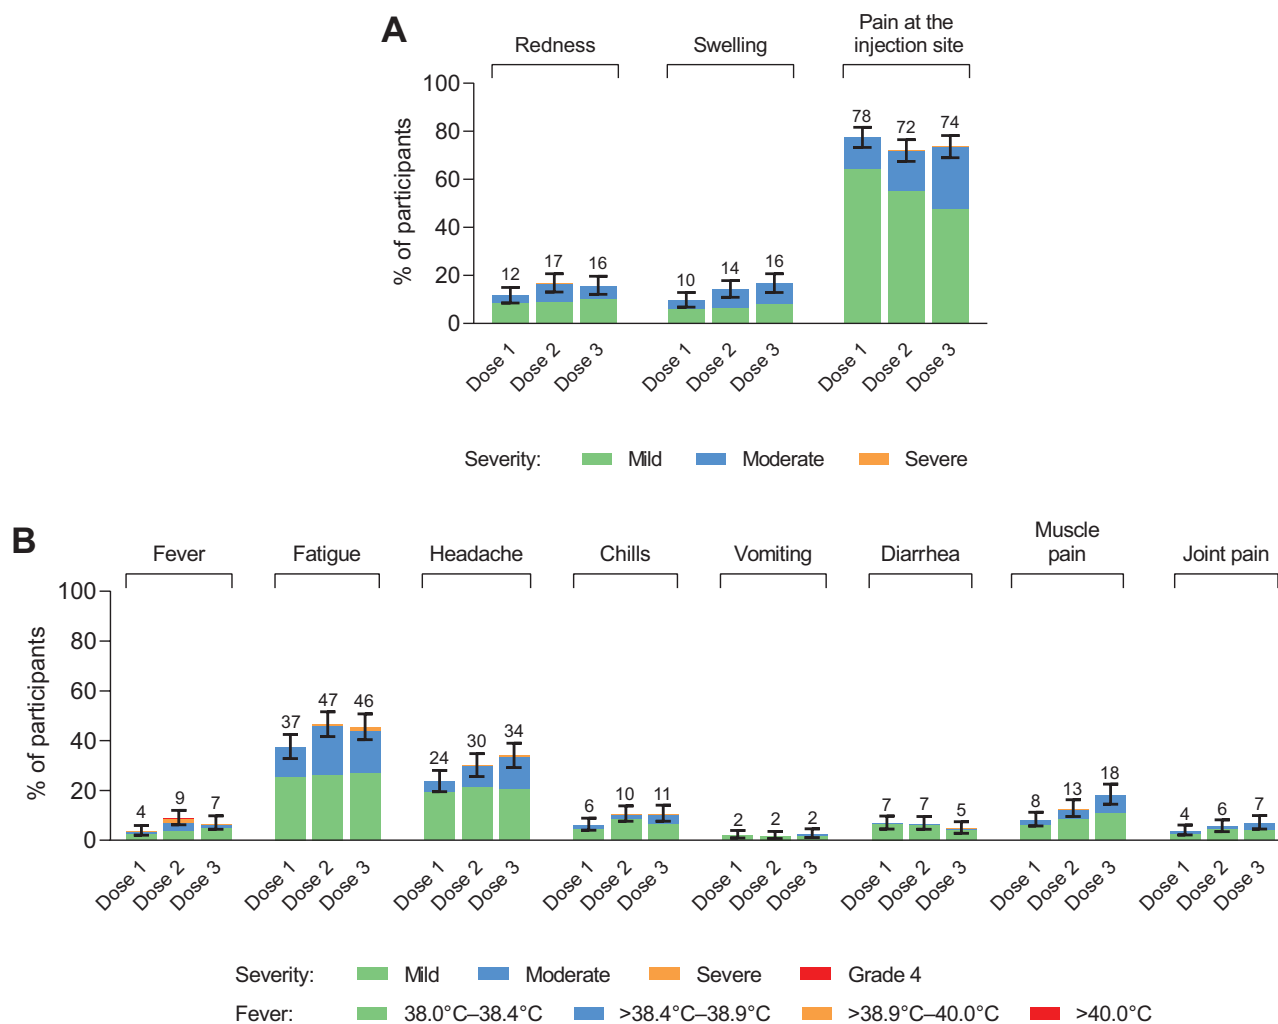 A
Redness
Swelling
Pain at the
injection site
% of participants
100
80
60
40
20
0
12
17
16
10
14
16
78
72
74
Dose 1
Dose 2
Dose 3
Dose 1
Dose 2
Dose 3
Dose 1
Dose 2
Dose 3
Severity: Mild Moderate Severe
B
Fever
Fatigue
Headache
Chills
Vomiting
Diarrhea
Muscle
pain
Joint pain
% of participants
100
80
60
40
20
0
4
9
7
37
47
46
24
30
34
6
10
11
2
2
2
7
7
5
8
13
18
4
6
7
Dose 1
Dose 2
Dose 3
Dose 1
Dose 2
Dose 3
Dose 1
Dose 2
Dose 3
Dose 1
Dose 2
Dose 3
Dose 1
Dose 2
Dose 3
Dose 1
Dose 2
Dose 3
Dose 1
Dose 2
Dose 3
Dose 1
Dose 2
Dose 3
Severity: Mild Moderate Severe Grade 4
Fever: 38.0°C–38.4°C >38.4°C–38.9°C >38.9°C–40.0°C >40.0°C